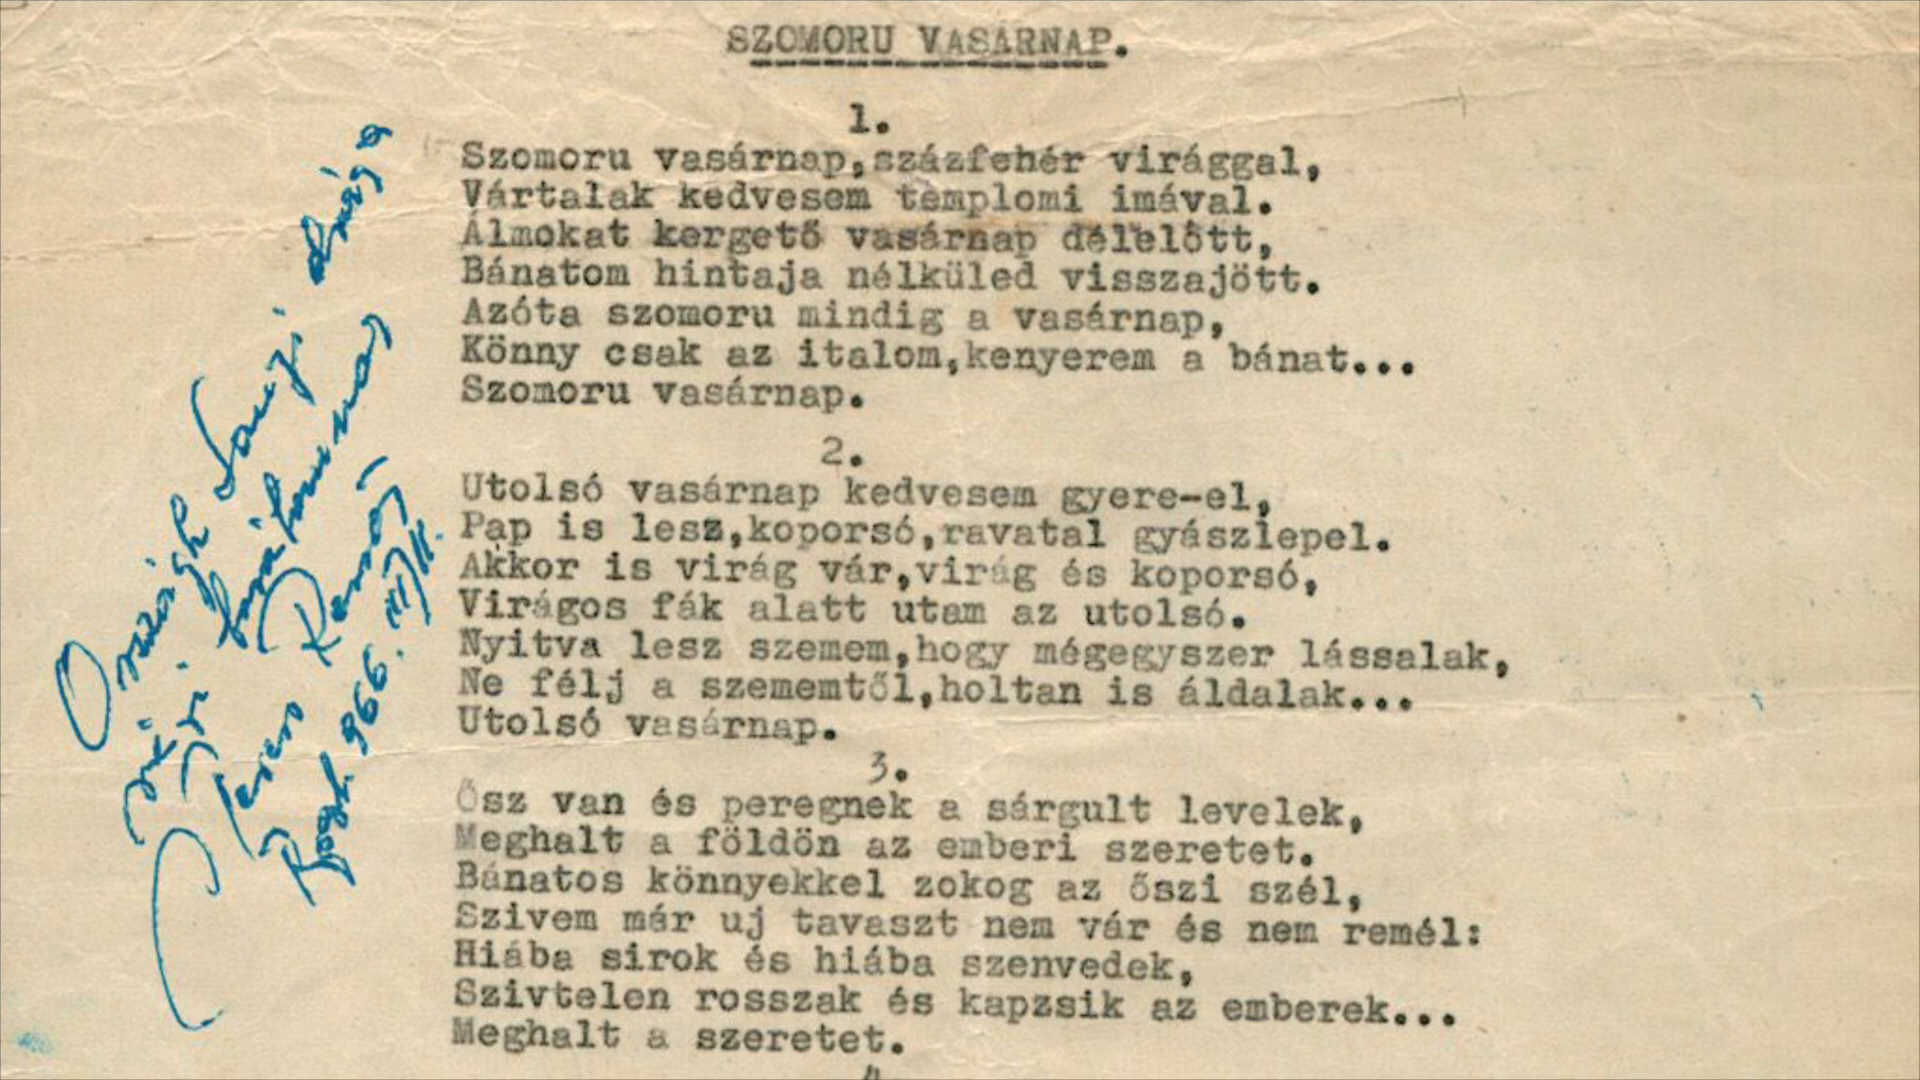 SZOMORU VASARNAP.
1.
Szomoru vasárnap,százfehér virággal,
Vártalak kedvesem templomi imával.
Álmokat kergető vasárnap délelőtt,
Bánatom hintaja nélküled visszajött.
Azóta szomoru mindig a vasárnap,
Könny csak az italom,kenyerem a bánat...
Szomoru vasárnap.
2.
Utolsó vasárnap kedvesem gyere-el,
Pap is lesz,koporsó,ravatal gyászlepel.
Akkor is virág vár,virág és koporsó,
Virágos fák alatt utam az utolsó.
Nyitva lesz szemem,hogy mégegyszer lássalak,
Ne félj a szememtől,holtan is áldalak...
Utolsó vasárnap.
3.
Ősz van és peregnek a sárgult levelek,
Meghalt a földön az emberi szeretet.
Bánatos könnyekkel zokog az őszi szél,
Szivem már uj tavaszt nem vár és nem remél:
Hiába sirok és hiába szenvedek,
Szivtelen rosszak és kapzsik az emberek...
Meghalt a szeretet.
4.
Seress Rezső